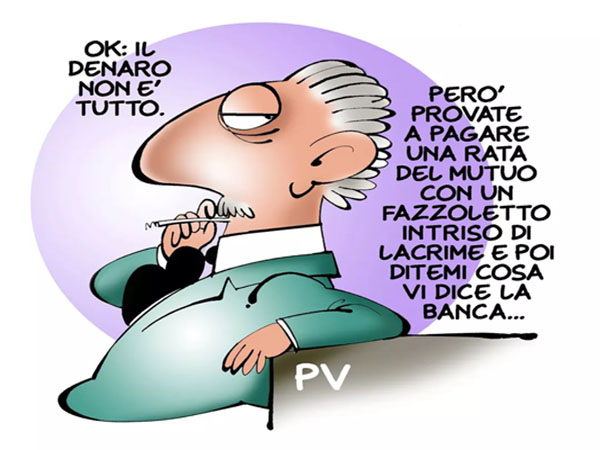 OK: IL
DENARO
NON E'
TUTTO.
PERO'
PROVATE
A PAGARE
UNA RATA
DEL MUTUO
CON UN
FAZZOLETTO
INTRISO DI
LACRIME E POI
DITEMI COSA
VI DICE LA
BANCA...
PV